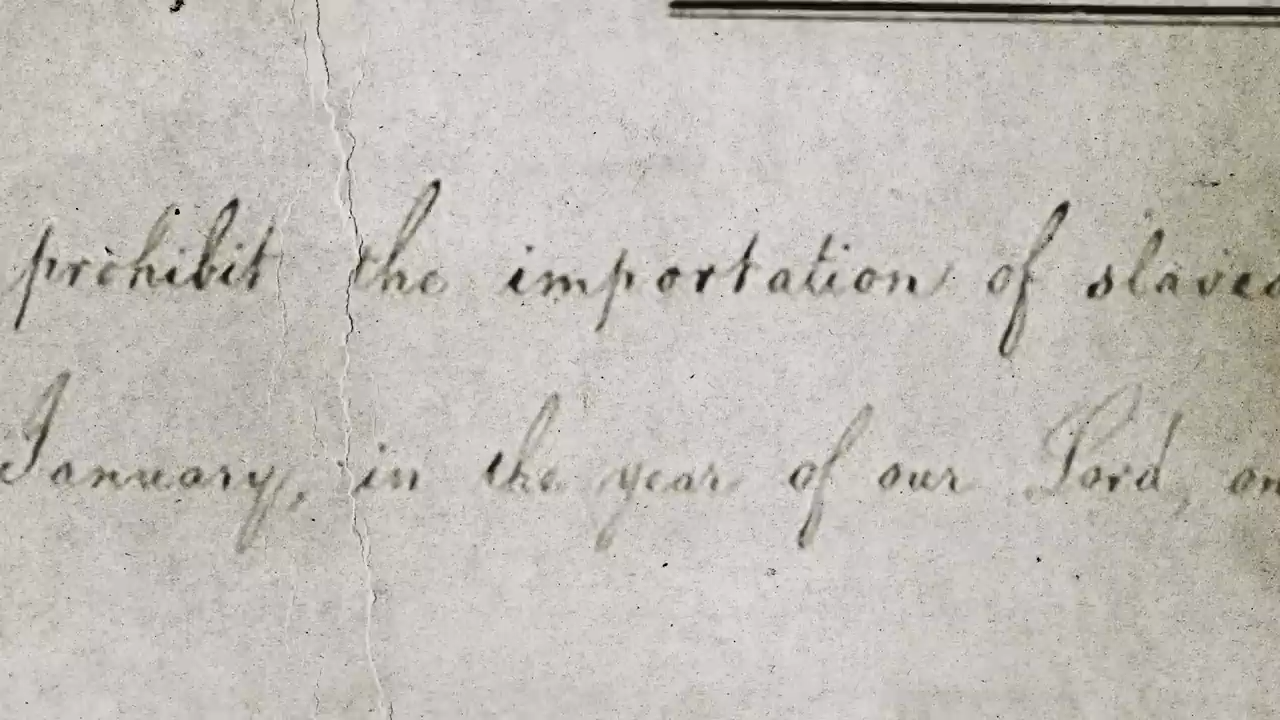 prohibit the importation of slaves
January, in the year of our Lord, on